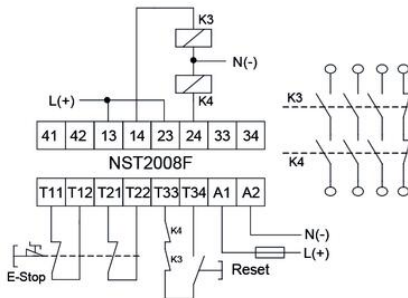 K3
N(-)
K4
L(+)
41 42 13 14 23 24 33 34
NST2008F
T11 T12 T21 T22 T33 T34 A1 A2
K3
K4
K4
K3
E-Stop
Reset
N(-)
L(+)